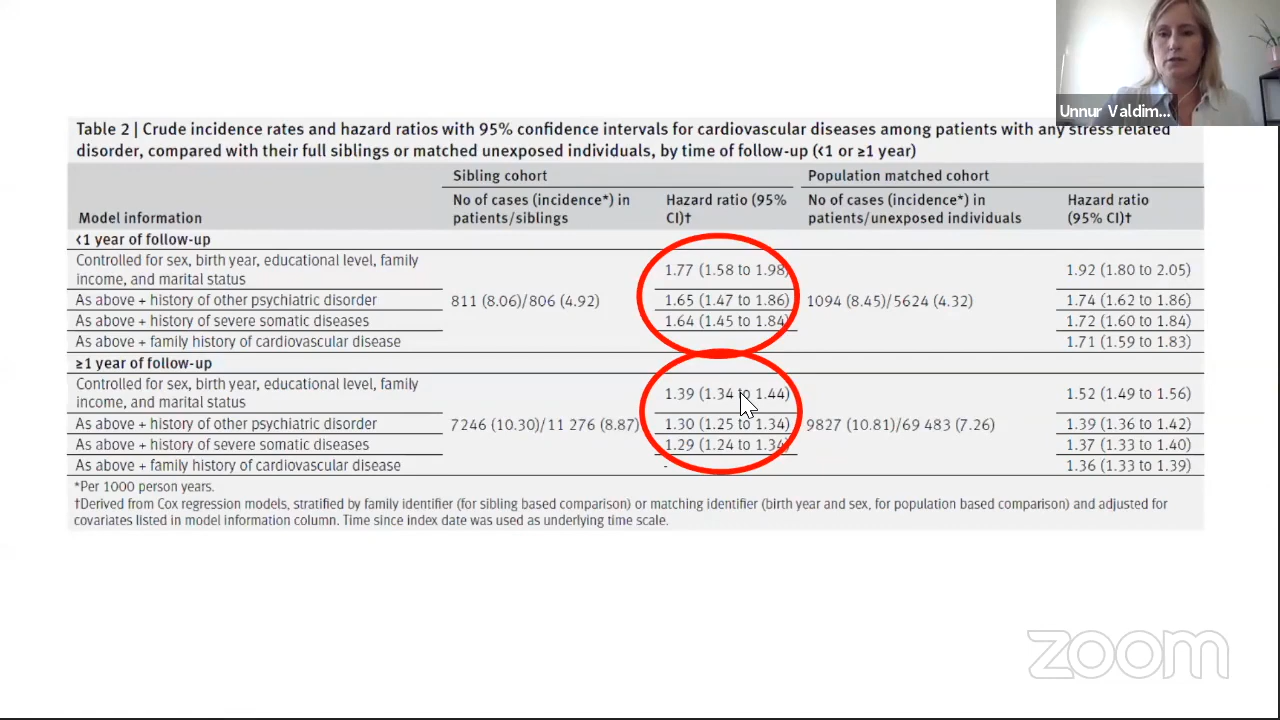 Unnur Valdim...
Table 2 | Crude incidence rates and hazard ratios with 95% confidence intervals for cardiovascular diseases among patients with any stress related
disorder, compared with their full siblings or matched unexposed individuals, by time of follow-up (<1 or ≥1 year)
Sibling cohort Population matched cohort
No of cases (incidence*) in Hazard ratio (95% No of cases (incidence*) in Hazard ratio
Model information patients/siblings CI)† patients/unexposed individuals (95% CI)†
<1 year of follow-up
Controlled for sex, birth year, educational level, family
income, and marital status 1.77 (1.58 to 1.98) 1.92 (1.80 to 2.05)
As above + history of other psychiatric disorder 811 (8.06)/806 (4.92) 1.65 (1.47 to 1.86) 1094 (8.45)/5624 (4.32) 1.74 (1.62 to 1.86)
As above + history of severe somatic diseases 1.64 (1.45 to 1.84) 1.72 (1.60 to 1.84)
As above + family history of cardiovascular disease 1.71 (1.59 to 1.83)
≥1 year of follow-up
Controlled for sex, birth year, educational level, family
income, and marital status 1.39 (1.34 to 1.44) 1.52 (1.49 to 1.56)
As above + history of other psychiatric disorder 7246 (10.30)/11 276 (8.87) 1.30 (1.25 to 1.34) 9827 (10.81)/69 483 (7.26) 1.39 (1.36 to 1.42)
As above + history of severe somatic diseases 1.29 (1.24 to 1.34) 1.37 (1.33 to 1.40)
As above + family history of cardiovascular disease - 1.36 (1.33 to 1.39)
*Per 1000 person years.
†Derived from Cox regression models, stratified by family identifier (for sibling based comparison) or matching identifier (birth year and sex, for population based comparison) and adjusted for
covariates listed in model information column. Time since index date was used as underlying time scale.
zoom